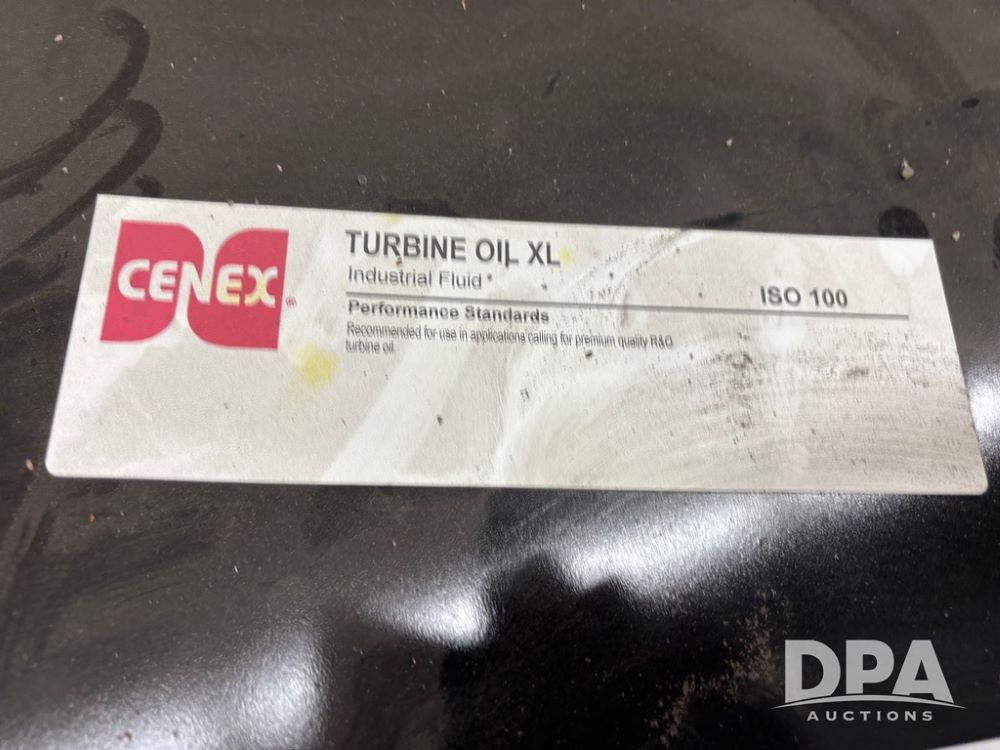 CENEX®
TURBINE OIL XL
Industrial Fluid
ISO 100
Performance Standards
Recommended for use in applications calling for premium quality R&O
turbine oil.
DPA
AUCTIONS